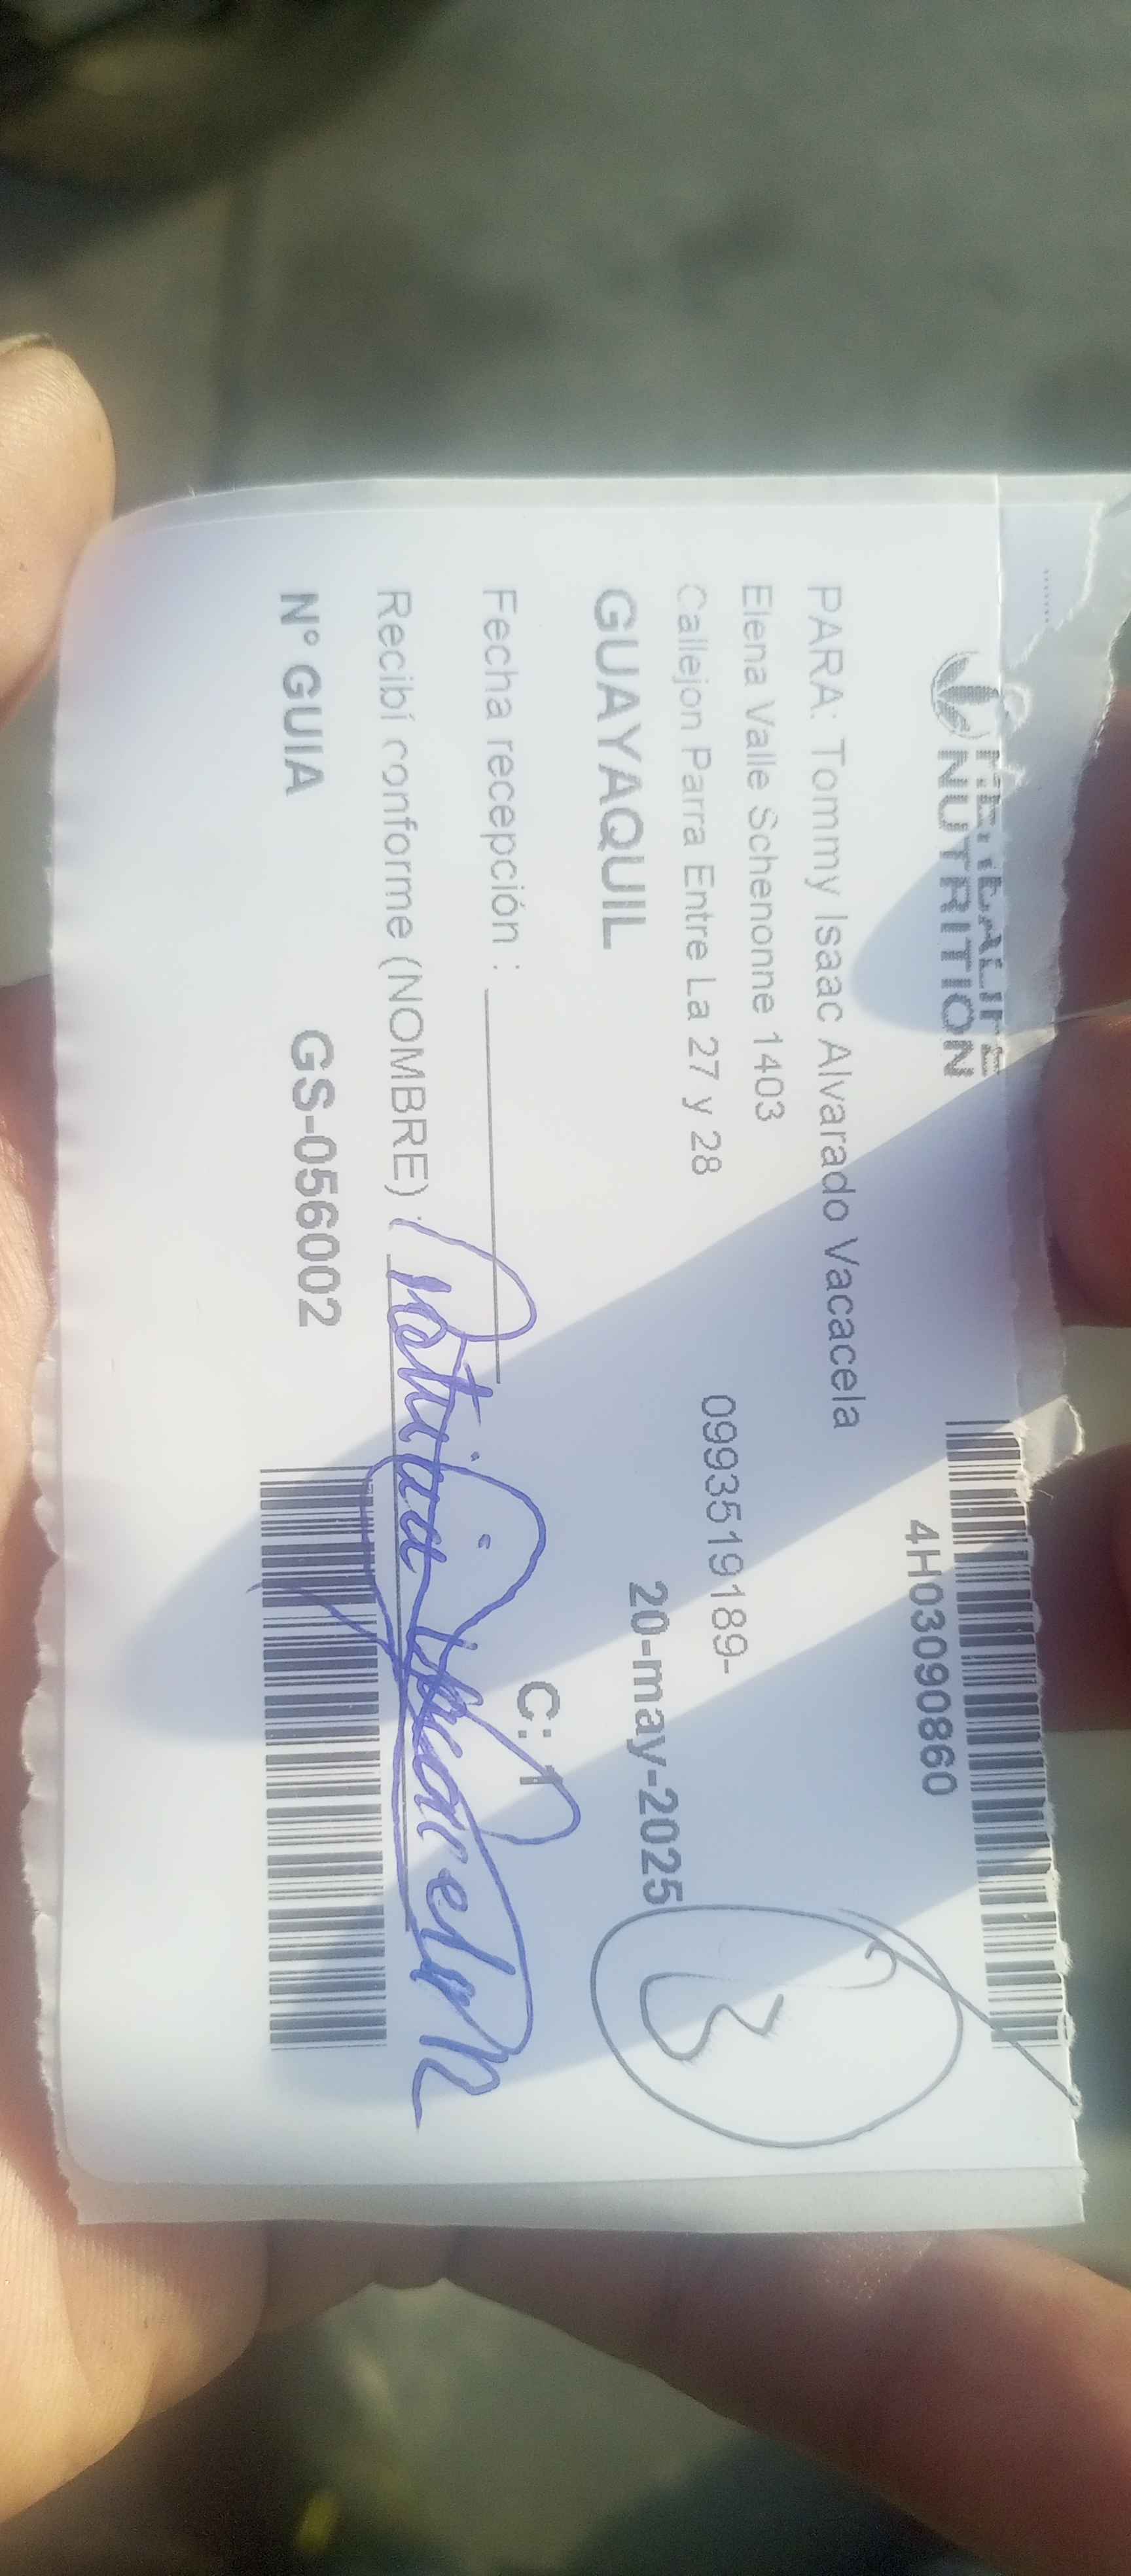 HERBALIFE
NUTRITION
4H03090860
PARA: Tommy Isaac Alvarado Vacacela
Elena Valle Schenonne 1403
Callejon Parra Entre La 27 y 28
0993519189-
GUAYAQUIL
20-may-2025
Fecha recepción :
C: 1
Recibí conforme (NOMBRE) :
N° GUIA GS-056002